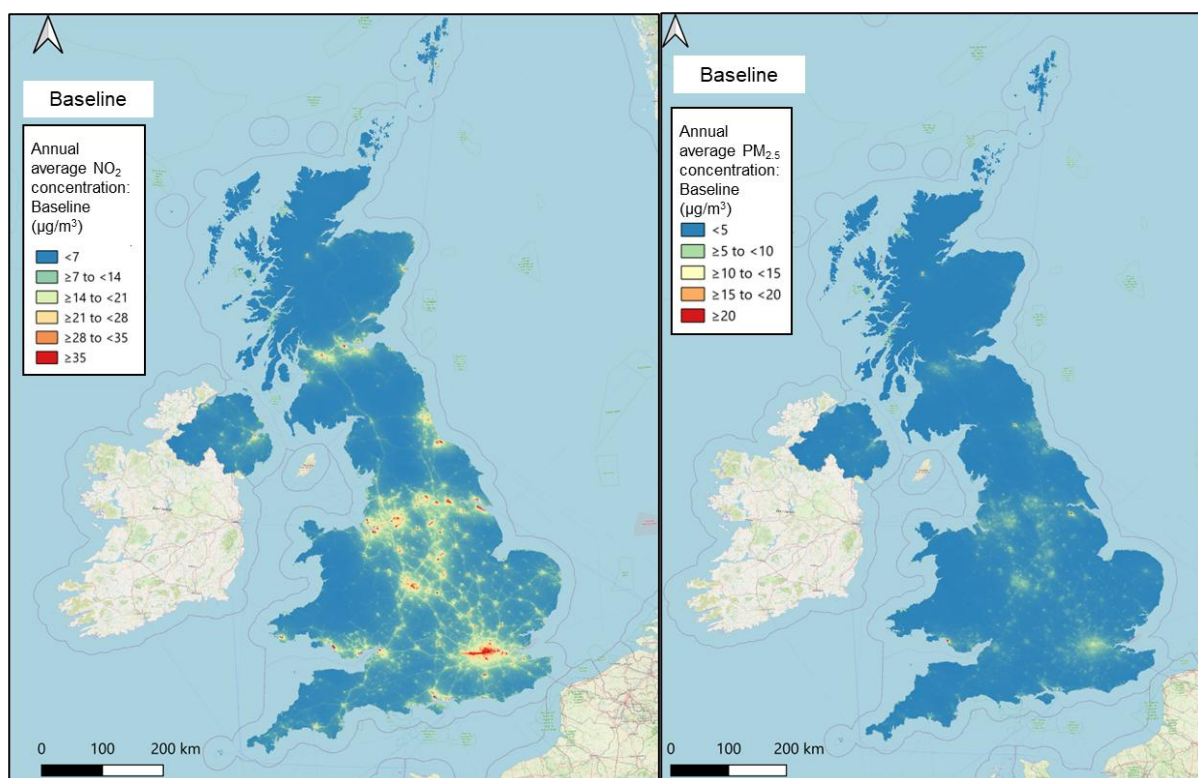 Baseline
Annual
average NO₂
concentration:
Baseline
(µg/m³)
<7
≥7 to <14
≥14 to <21
≥21 to <28
≥28 to <35
≥35
0 100 200 km
Baseline
Annual
average PM₂.₅
concentration:
Baseline
(µg/m³)
<5
≥5 to <10
≥10 to <15
≥15 to <20
≥20
0 100 200 km